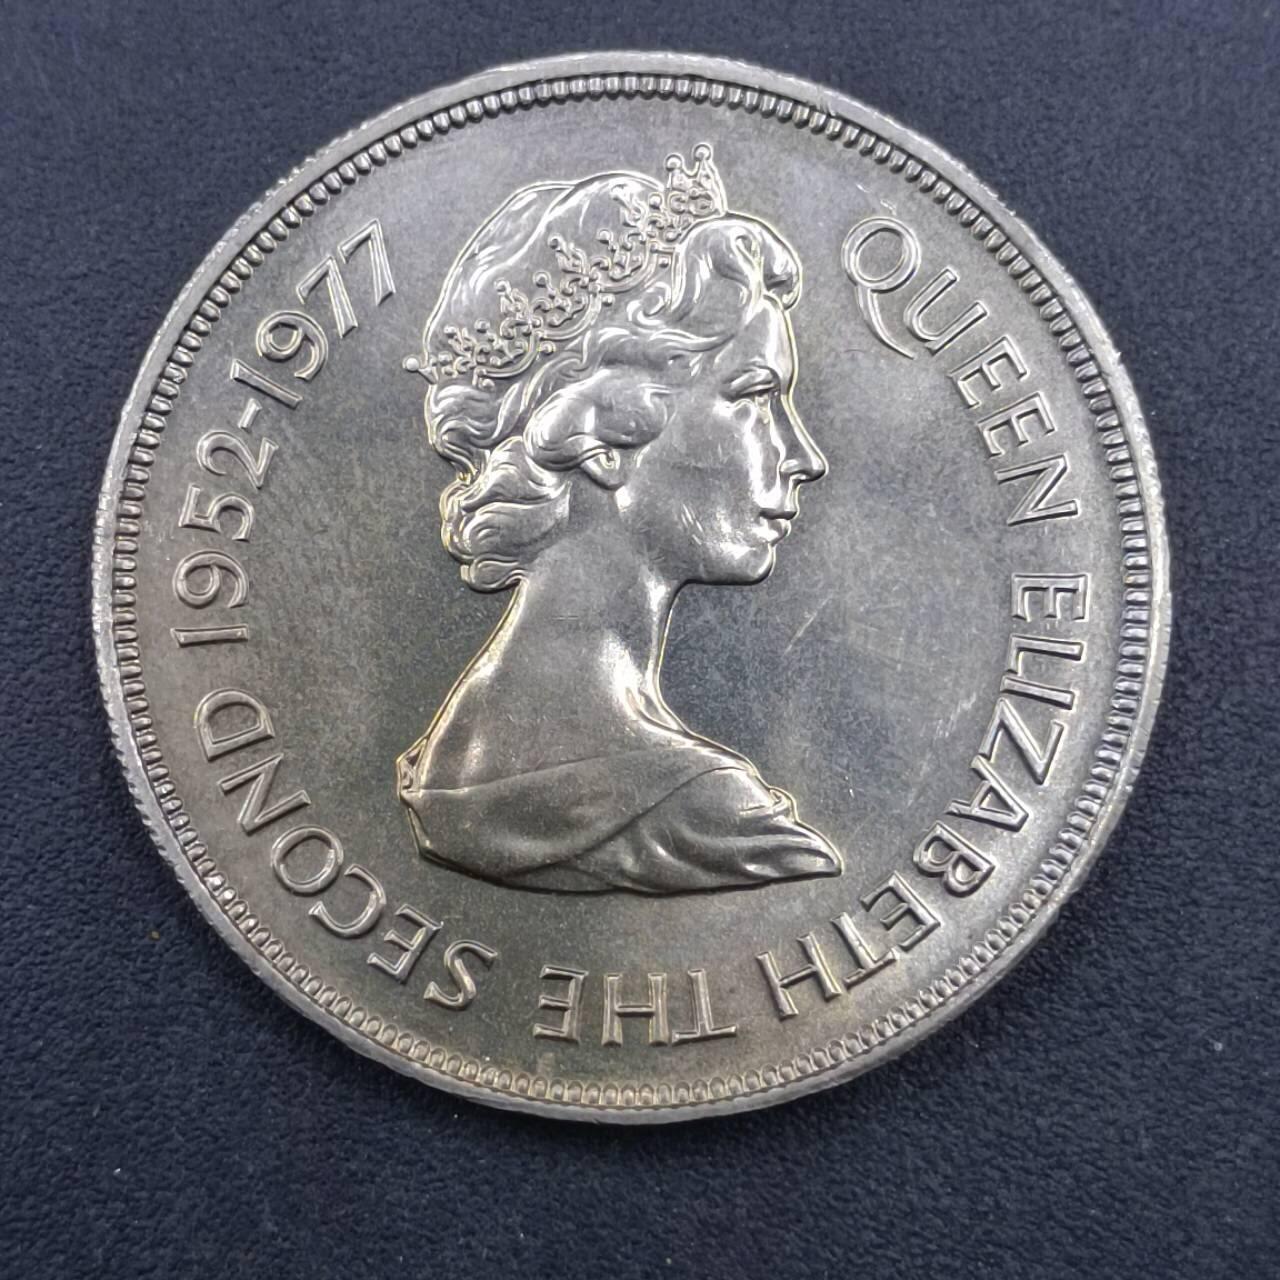 QUEEN ELIZABETH THE SECOND 1952-1977